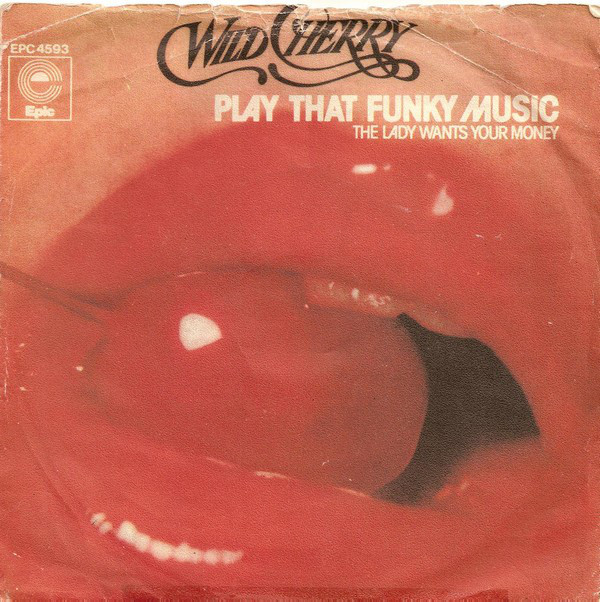 WILD CHERRY
EPC 4593
Epic
PLAY THAT FUNKY MUSIC
THE LADY WANTS YOUR MONEY